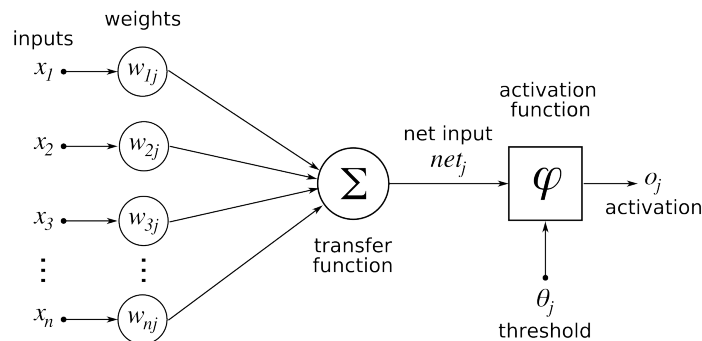 weights
inputs
x1
w1j
x2
w2j
x3
w3j
⋮
⋮
xn
wnj
Σ
transfer
function
net input
netj
activation
function
φ
oj
activation
θj
threshold